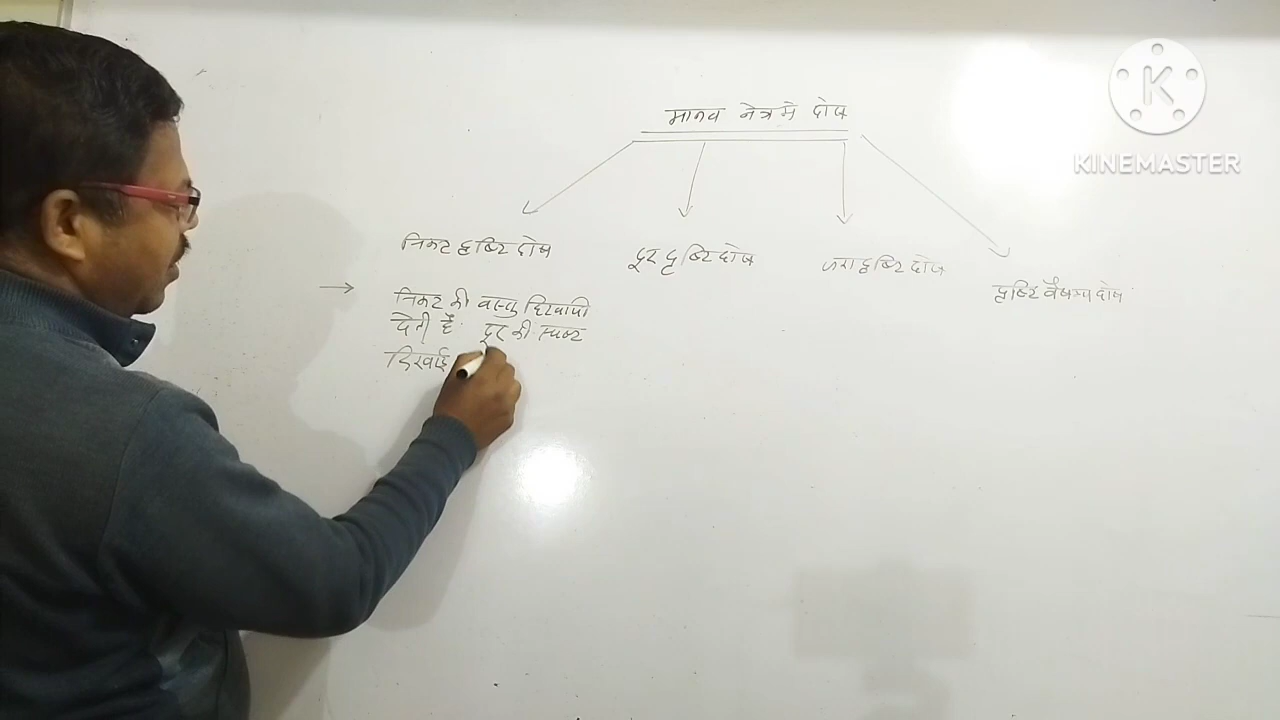 मानव नेत्र मे दोष
निकट दृष्टि दोष
दूर दृष्टि दोष
जरा दृष्टि दोष
दृष्टि वैषम्य दोष
→ निकट की वस्तु दिखायी
देती है दूर की स्पष्ट
दिखाई
K
KINEMASTER